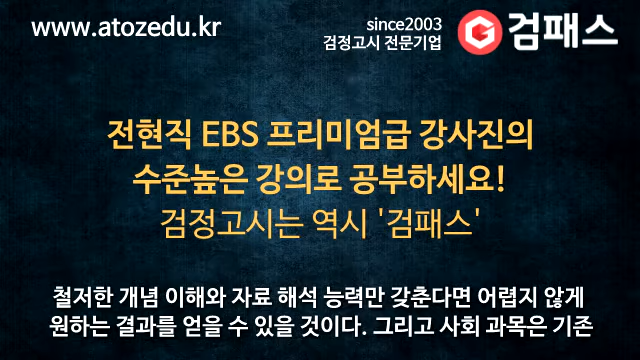 www.atozedu.kr
since2003
검정고시 전문기업
검패스
전현직 EBS 프리미엄급 강사진의
수준높은 강의로 공부하세요!
검정고시는 역시 '검패스'
철저한 개념 이해와 자료 해석 능력만 갖춘다면 어렵지 않게
원하는 결과를 얻을 수 있을 것이다. 그리고 사회 과목은 기존